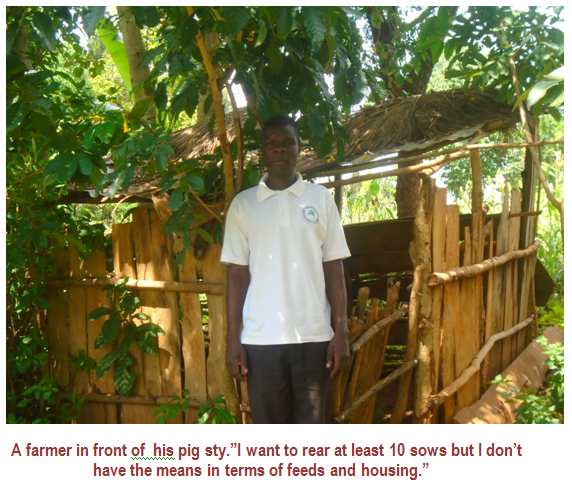 A farmer in front of his pig sty.”I want to rear at least 10 sows but I don’t
have the means in terms of feeds and housing.”